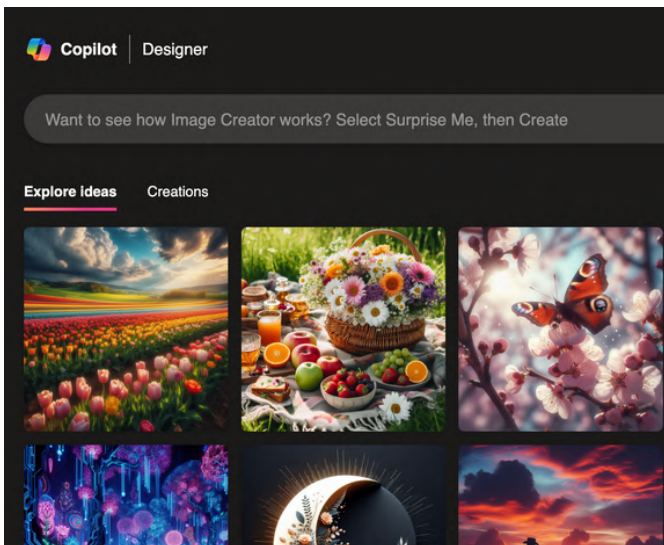 Copilot Designer
Want to see how Image Creator works? Select Surprise Me, then Create
Explore ideas Creations